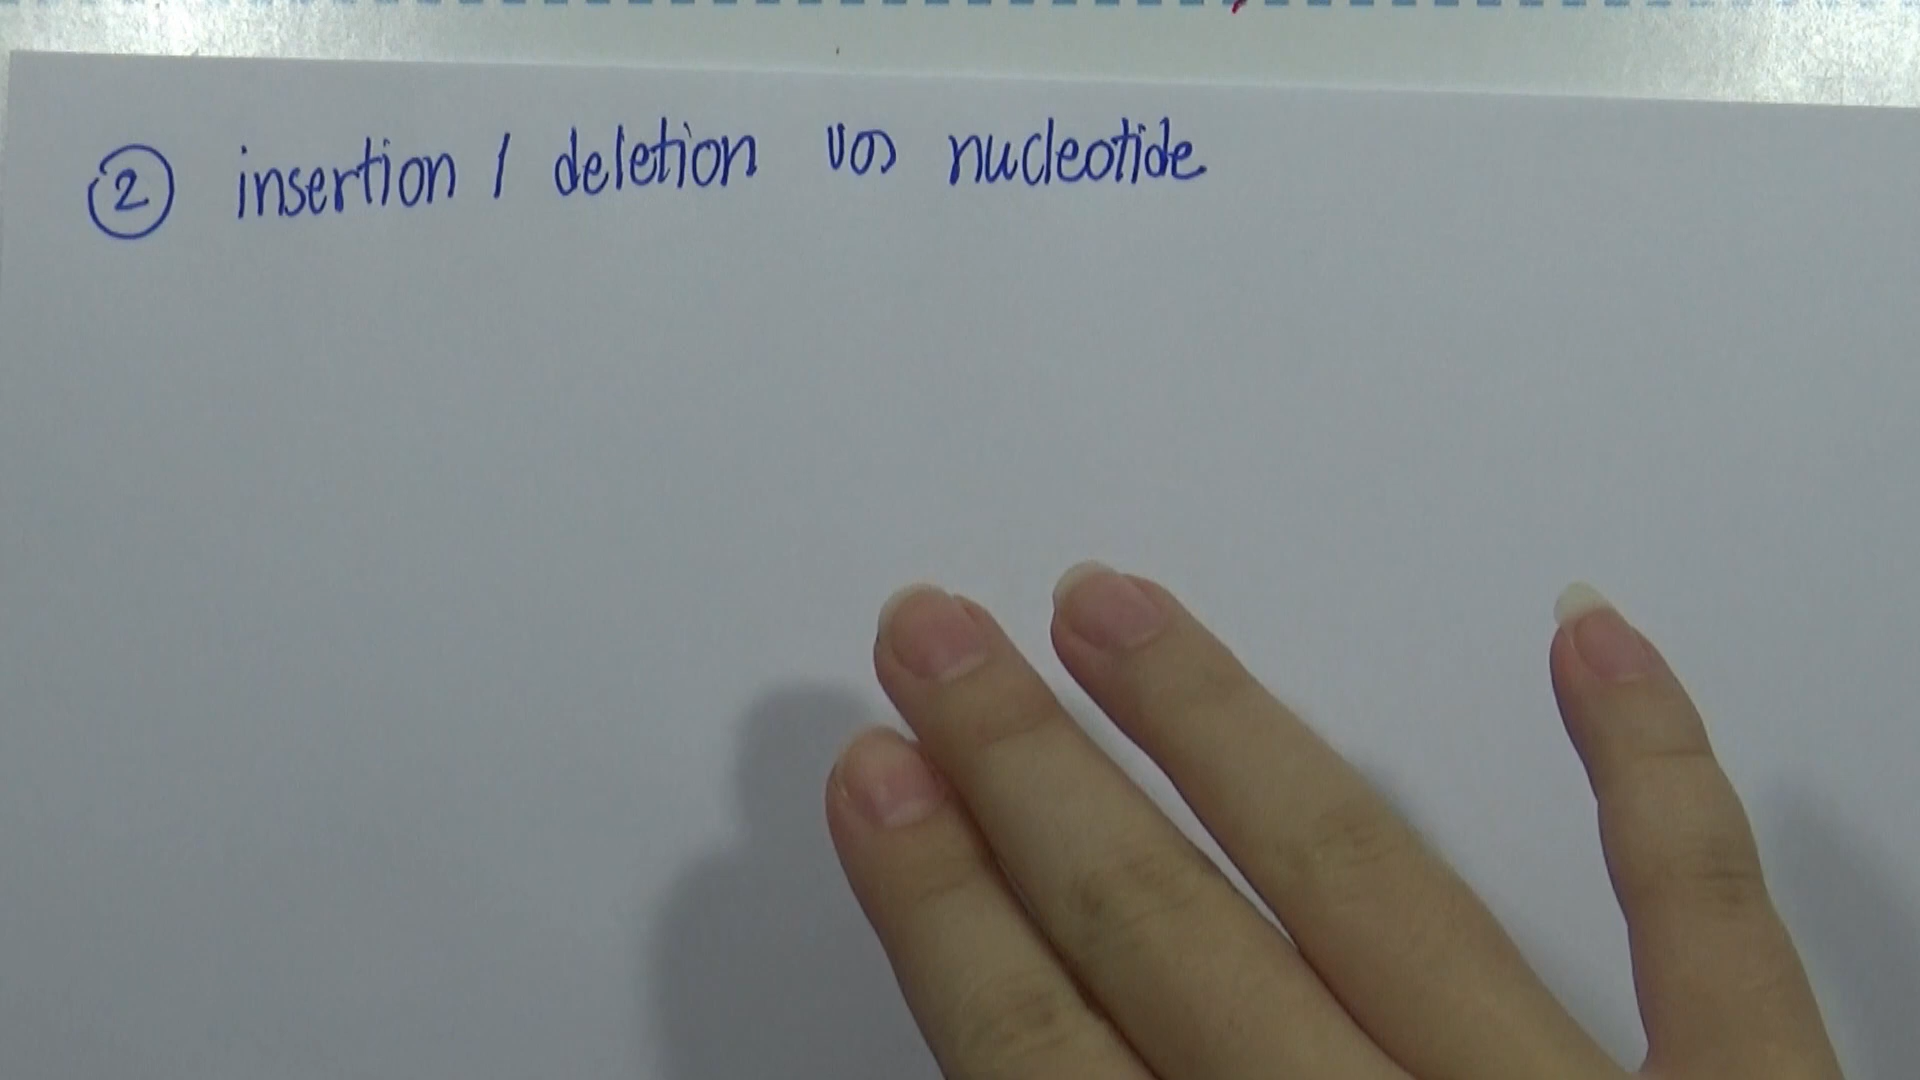 ② insertion / deletion ของ nucleotide